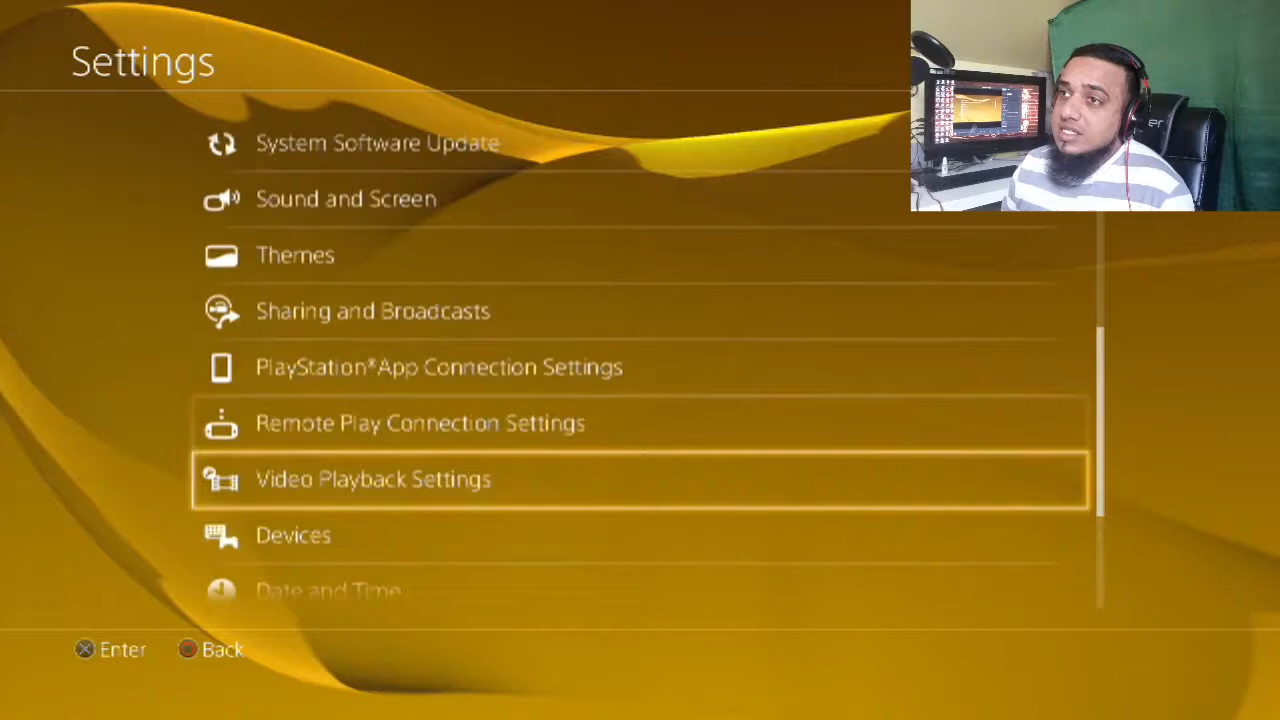 Settings
System Software Update
Sound and Screen
Themes
Sharing and Broadcasts
PlayStation®App Connection Settings
Remote Play Connection Settings
Video Playback Settings
Devices
Date and Time
Enter
Back